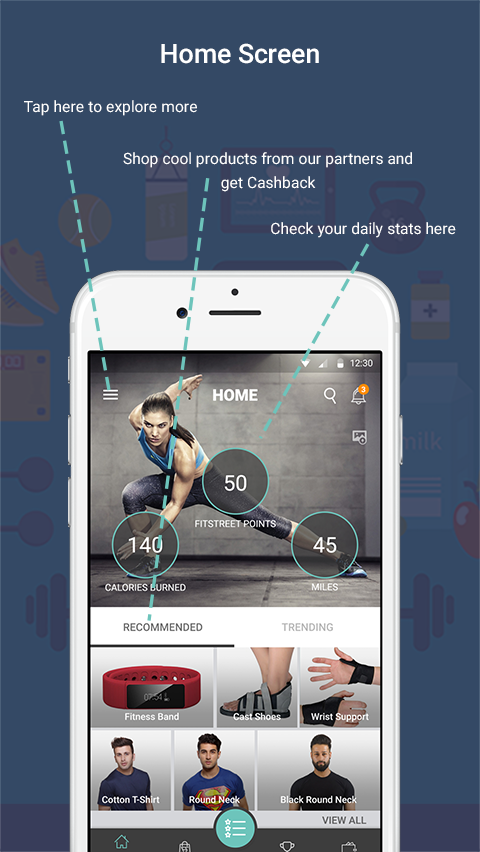 Home Screen
Tap here to explore more
Shop cool products from our partners and
get Cashback
Check your daily stats here
12:30
HOME
3
milk
50
FITSTREET POINTS
140
45
CALORIES BURNED
MILES
RECOMMENDED
TRENDING
07:54
Fitness Band
Cast Shoes
Wrist Support
Cotton T-Shirt
Round Neck
Black Round Neck
VIEW ALL